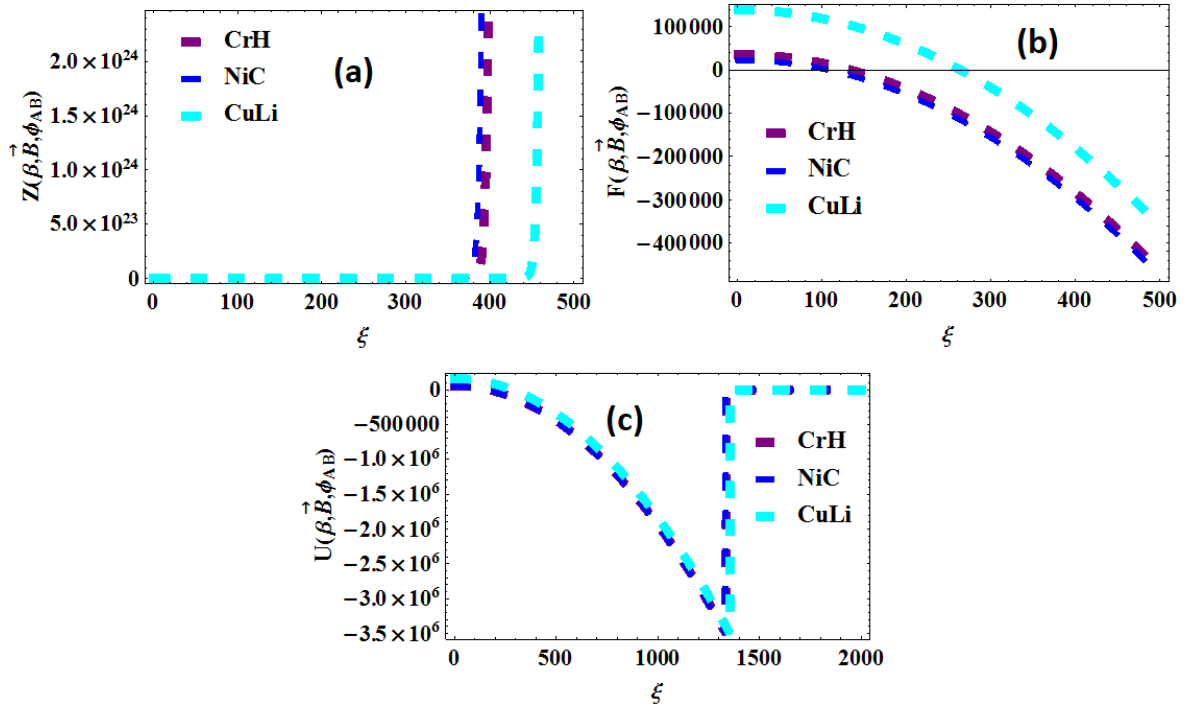 (a)
CrH
NiC
CuLi
2.0×10^24
1.5×10^24
1.0×10^24
5.0×10^23
0
0 100 200 300 400 500
ξ
Z(β,B⃗,ϕAB)
(b)
CrH
NiC
CuLi
100000
0
-100000
-200000
-300000
-400000
0 100 200 300 400 500
ξ
F(β,B⃗,ϕAB)
(c)
CrH
NiC
CuLi
0
-500000
-1.0×10^6
-1.5×10^6
-2.0×10^6
-2.5×10^6
-3.0×10^6
-3.5×10^6
0 500 1000 1500 2000
ξ
U(β,B⃗,ϕAB)